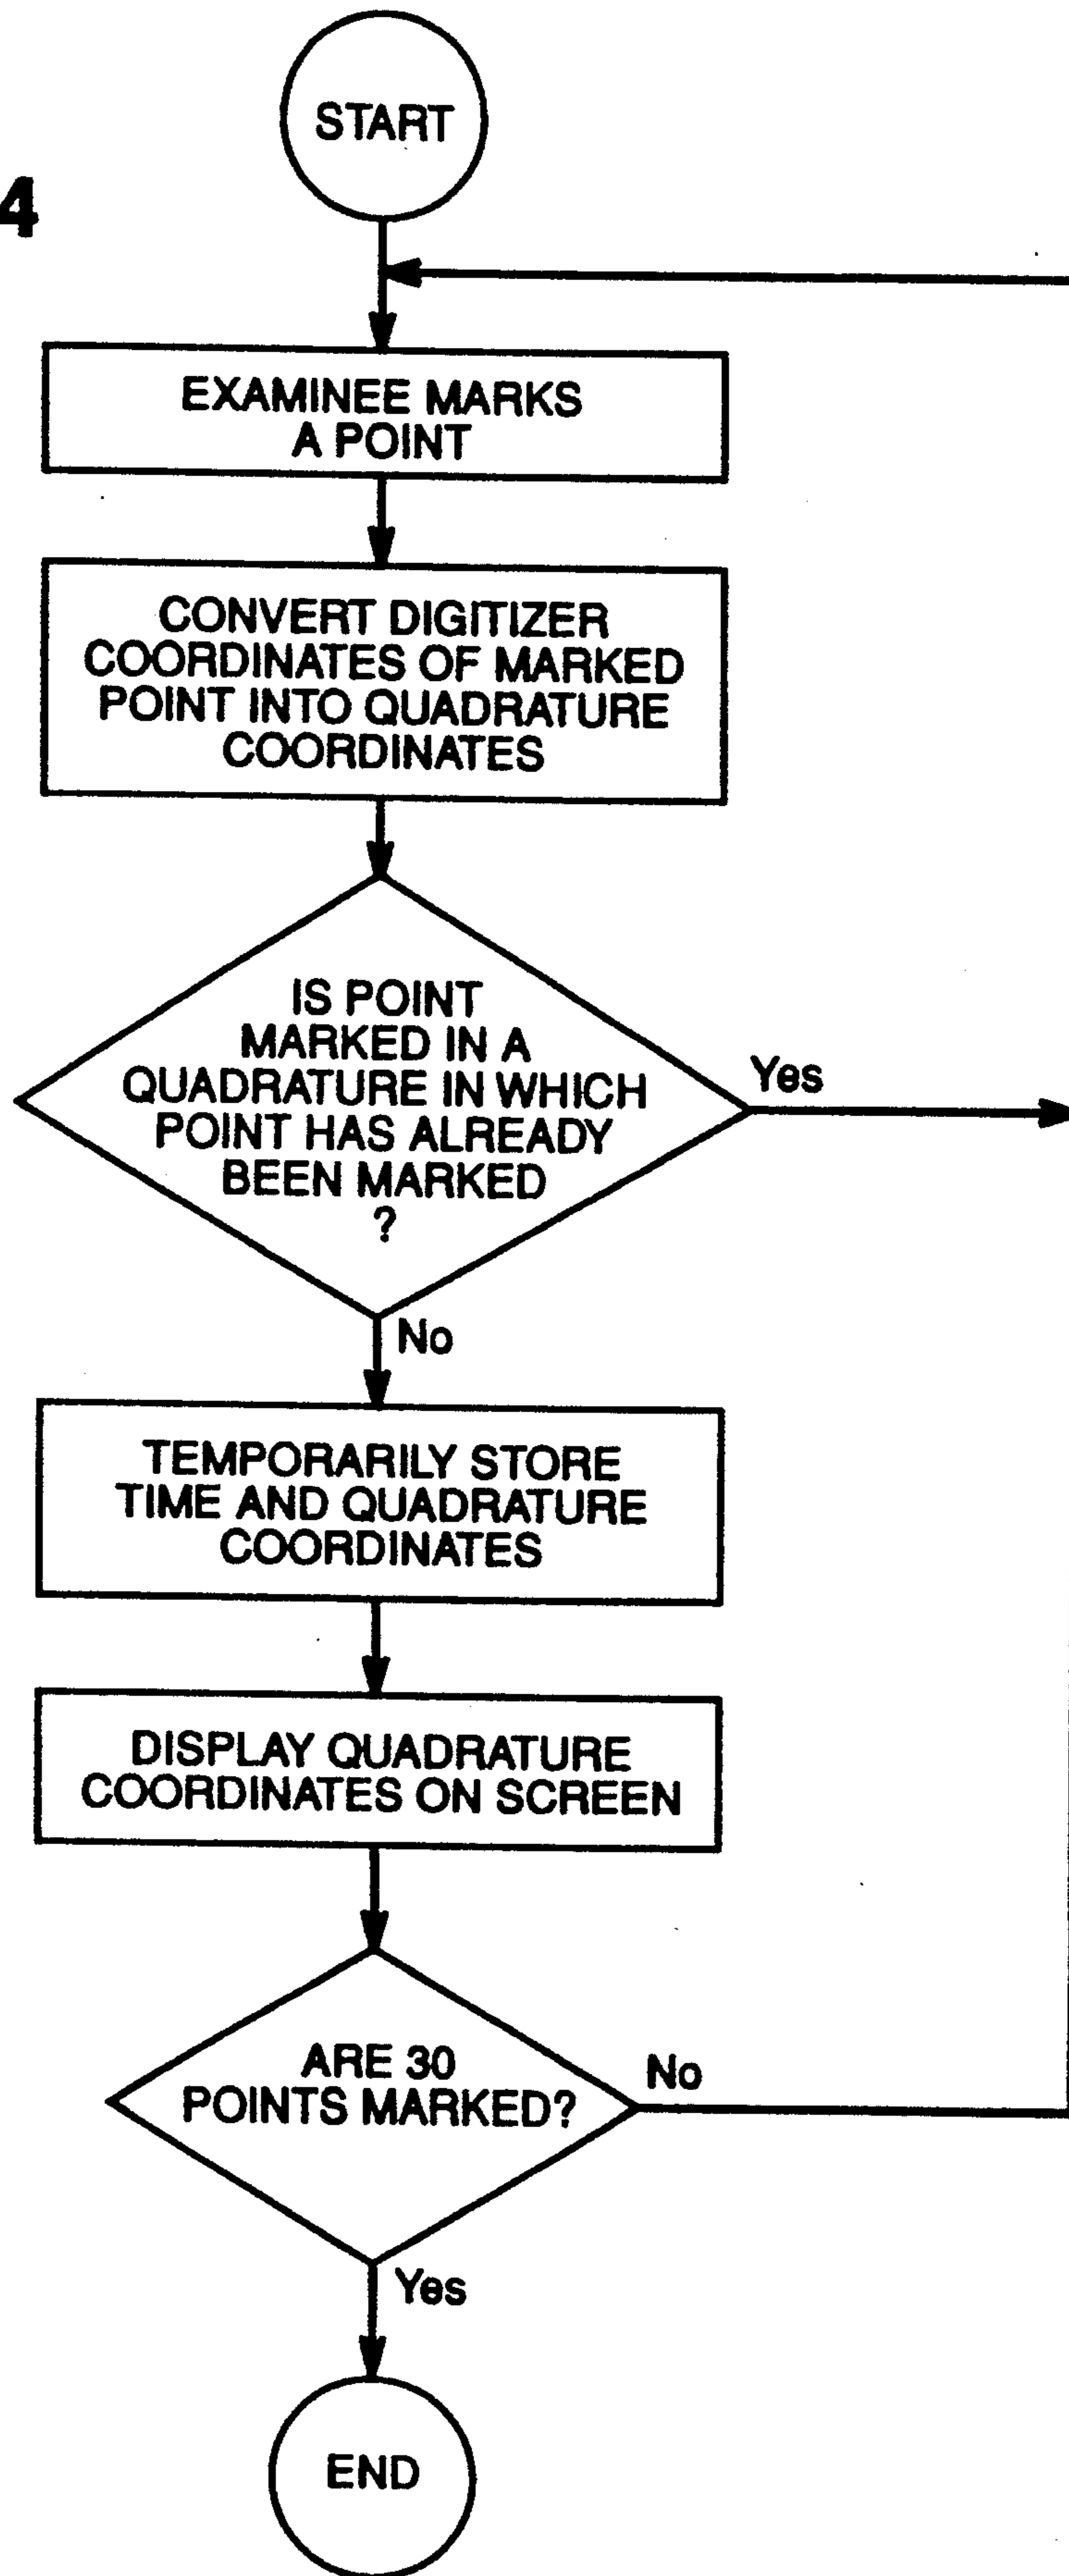 START
4
EXAMINEE MARKS
A POINT
CONVERT DIGITIZER
COORDINATES OF MARKED
POINT INTO QUADRATURE
COORDINATES
IS POINT
MARKED IN A
QUADRATURE IN WHICH
POINT HAS ALREADY
BEEN MARKED
?
Yes
No
TEMPORARILY STORE
TIME AND QUADRATURE
COORDINATES
DISPLAY QUADRATURE
COORDINATES ON SCREEN
ARE 30
POINTS MARKED?
No
Yes
END